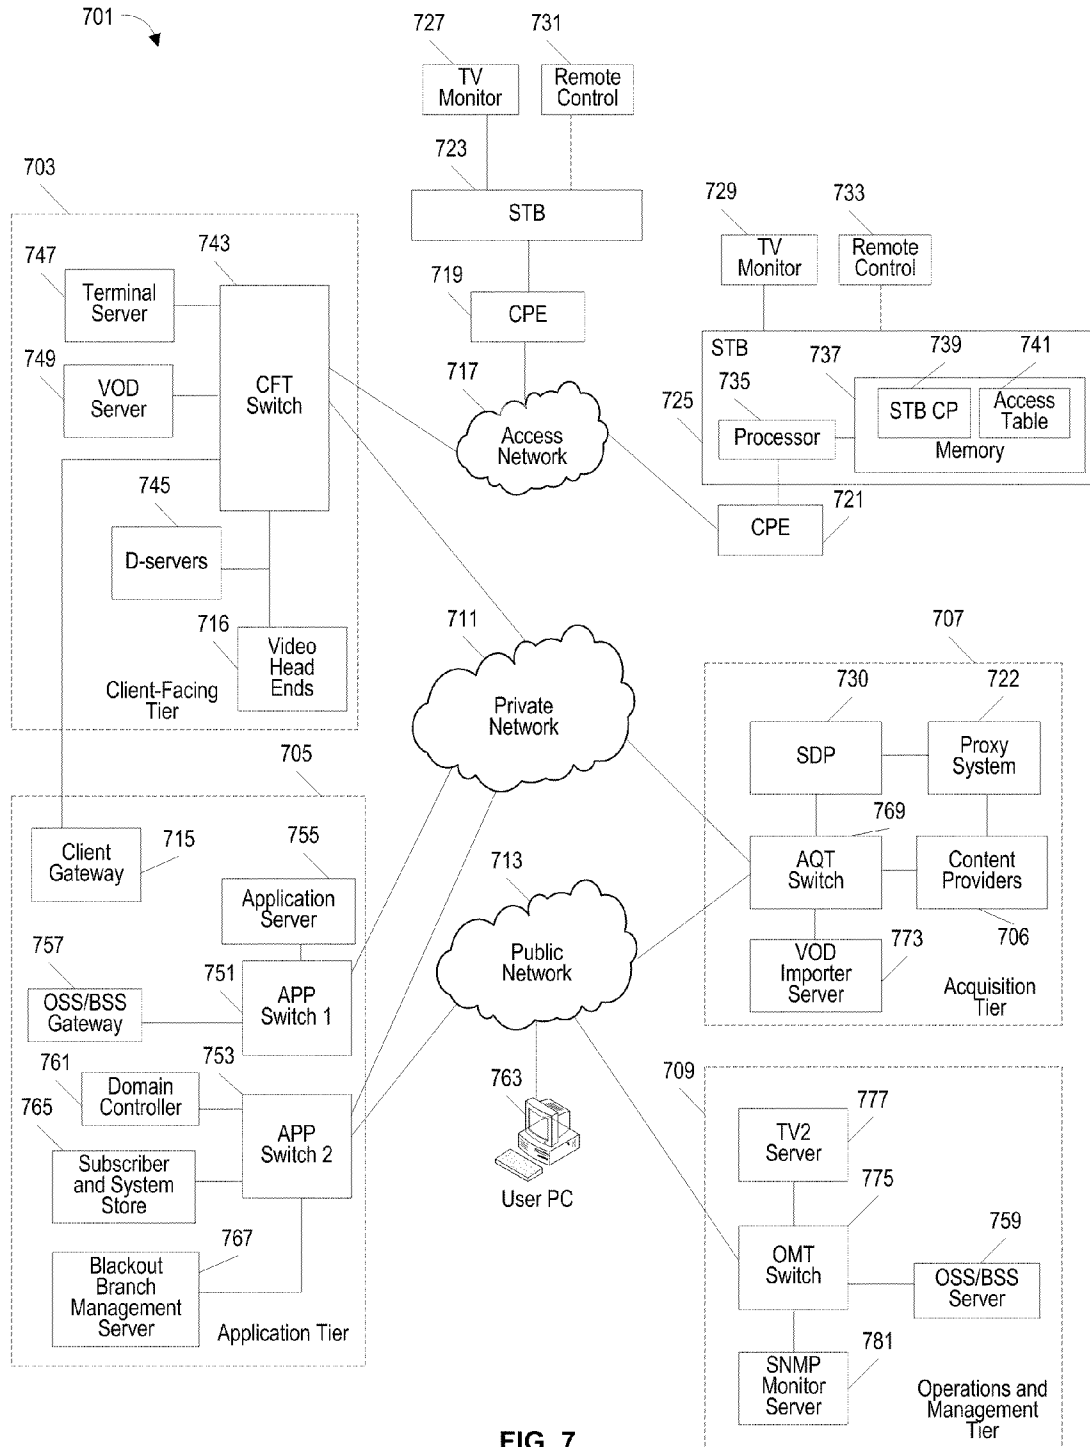 701
727
731
TV
Monitor
Remote
Control
723
STB
703
729
733
TV
Monitor
Remote
Control
747
743
719
Terminal
Server
CPE
749
VOD
Server
CFT
Switch
717
Access
Network
STB
737
739
741
735
725
STB CP
Access
Table
Processor
Memory
745
721
CPE
D-servers
716
Video
Head
Ends
Client-Facing
Tier
711
Private
Network
707
730
722
SDP
Proxy
System
705
769
AQT
Switch
Content
Providers
Client
Gateway
715
755
Application
Server
713
Public
Network
706
VOD
Importer
Server
773
Acquisition
Tier
757
751
OSS/BSS
Gateway
APP
Switch 1
761
753
Domain
Controller
765
APP
Switch 2
Subscriber
and System
Store
767
Blackout
Branch
Management
Server
Application Tier
763
User PC
709
777
TV2
Server
775
759
OMT
Switch
OSS/BSS
Server
781
SNMP
Monitor
Server
Operations and
Management
Tier
FIG. 7